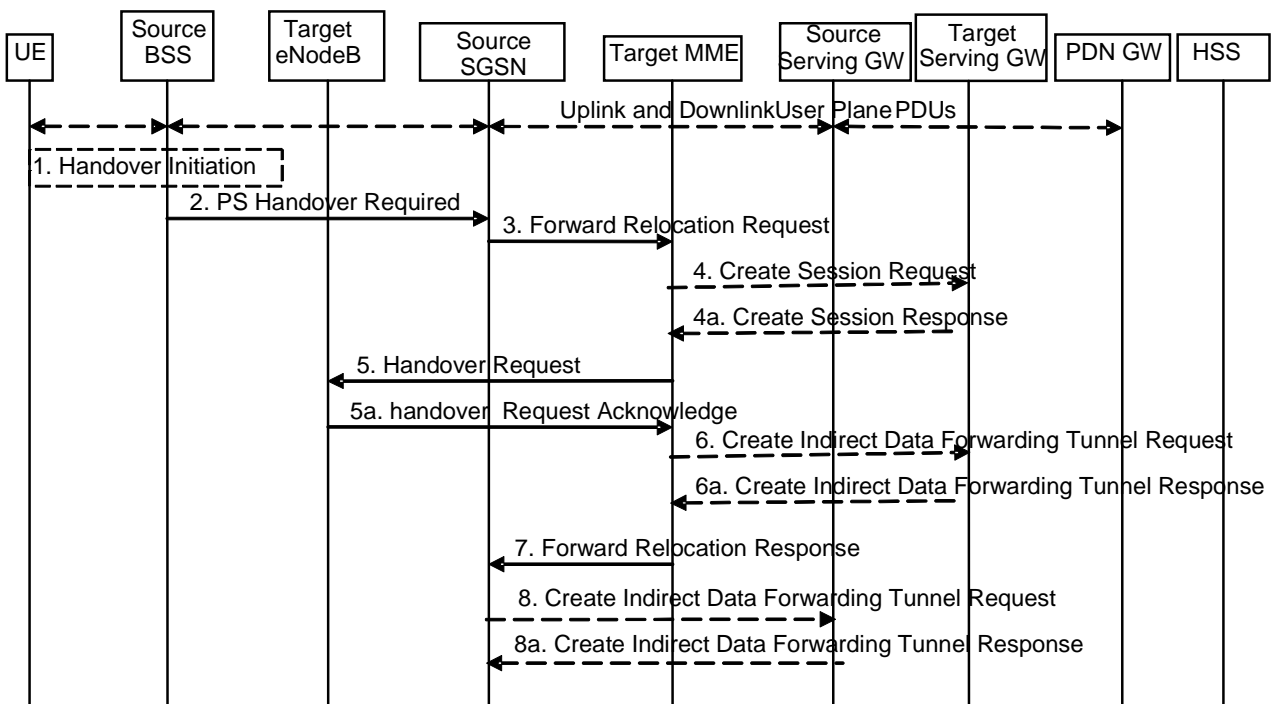 UE
Source
BSS
Target
eNodeB
Source
SGSN
Target MME
Source
Serving GW
Target
Serving GW
PDN GW
HSS
Uplink and DownlinkUser Plane PDUs
1. Handover Initiation
2. PS Handover Required
3. Forward Relocation Request
4. Create Session Request
4a. Create Session Response
5. Handover Request
5a. handover Request Acknowledge
6. Create Indirect Data Forwarding Tunnel Request
6a. Create Indirect Data Forwarding Tunnel Response
7. Forward Relocation Response
8. Create Indirect Data Forwarding Tunnel Request
8a. Create Indirect Data Forwarding Tunnel Response